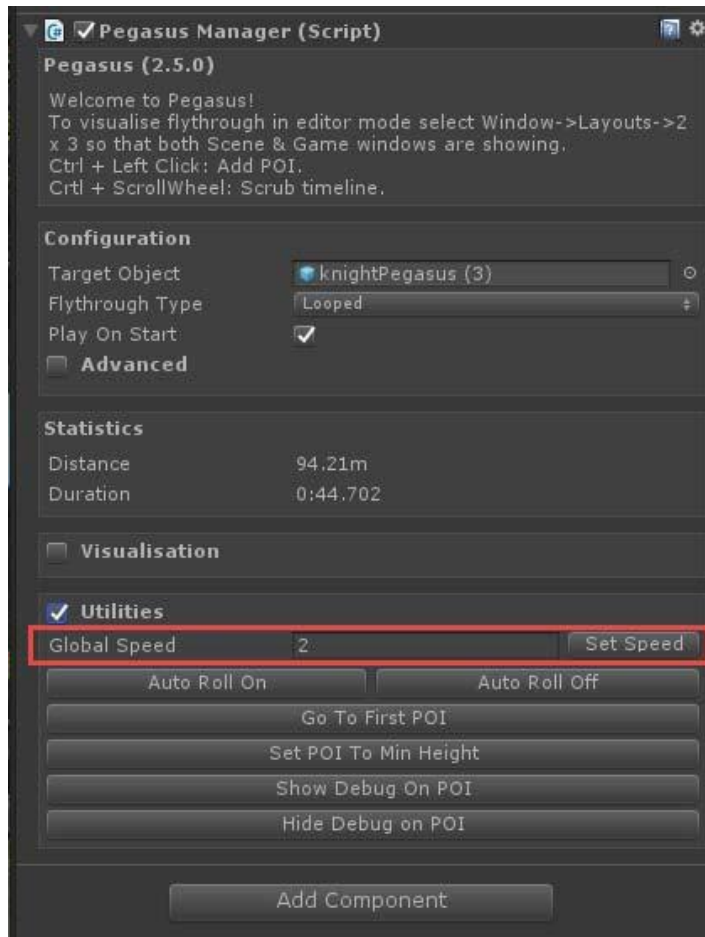 Pegasus Manager (Script)
Pegasus (2.5.0)
Welcome to Pegasus!
To visualise flythrough in editor mode select Window->Layouts->2
x 3 so that both Scene & Game windows are showing.
Ctrl + Left Click: Add POI.
Crtl + ScrollWheel: Scrub timeline.
Configuration
Target Object knightPegasus (3)
Flythrough Type Looped
Play On Start
Advanced
Statistics
Distance 94.21m
Duration 0:44.702
Visualisation
Utilities
Global Speed 2 Set Speed
Auto Roll On Auto Roll Off
Go To First POI
Set POI To Min Height
Show Debug On POI
Hide Debug on POI
Add Component